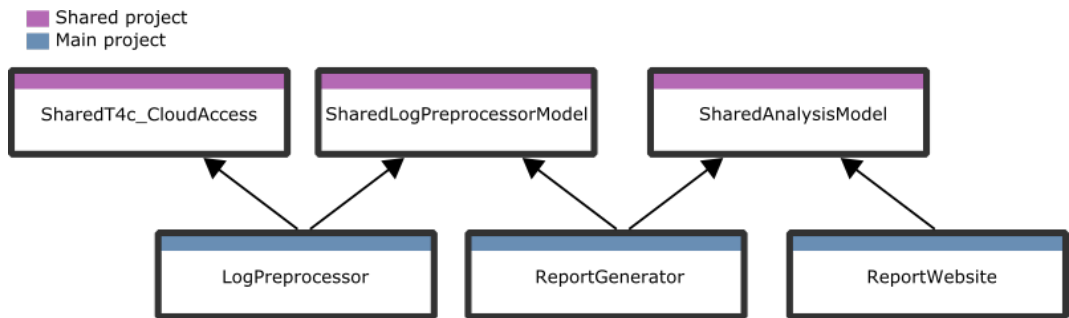 Shared project
Main project
SharedT4c_CloudAccess
SharedLogPreprocessorModel
SharedAnalysisModel
LogPreprocessor
ReportGenerator
ReportWebsite